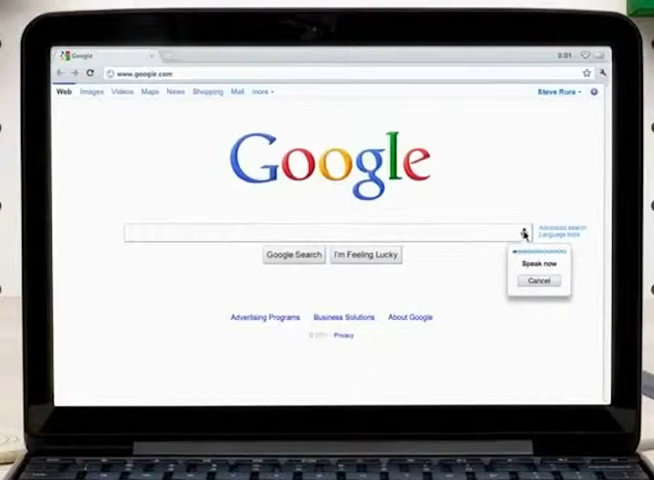 Google
3:01
www.google.com
Web Images Videos Maps News Shopping Mail more
Steve Rura
Google
Advanced search
Language tools
Google Search I'm Feeling Lucky
Speak now
Cancel
Advertising Programs Business Solutions About Google
© 2011 - Privacy